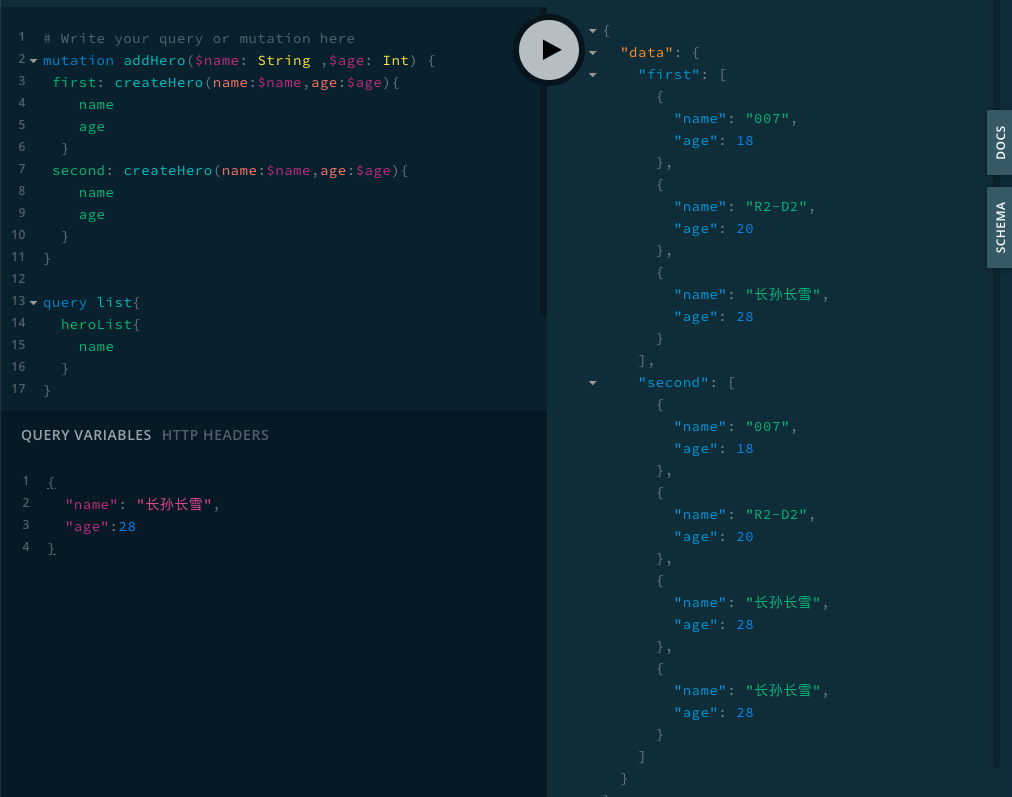 1 # Write your query or mutation here
2 mutation addHero($name: String ,$age: Int) {
3 first: createHero(name:$name,age:$age){
4 name
5 age
6 }
7 second: createHero(name:$name,age:$age){
8 name
9 age
10 }
11 }
12
13 query list{
14 heroList{
15 name
16 }
17 }
QUERY VARIABLES HTTP HEADERS
1 {
2 "name": "长孙长雪",
3 "age":28
4 }
{
"data": {
"first": [
{
"name": "007",
"age": 18
},
{
"name": "R2-D2",
"age": 20
},
{
"name": "长孙长雪",
"age": 28
}
],
"second": [
{
"name": "007",
"age": 18
},
{
"name": "R2-D2",
"age": 20
},
{
"name": "长孙长雪",
"age": 28
},
{
"name": "长孙长雪",
"age": 28
}
]
}
DOCS
SCHEMA